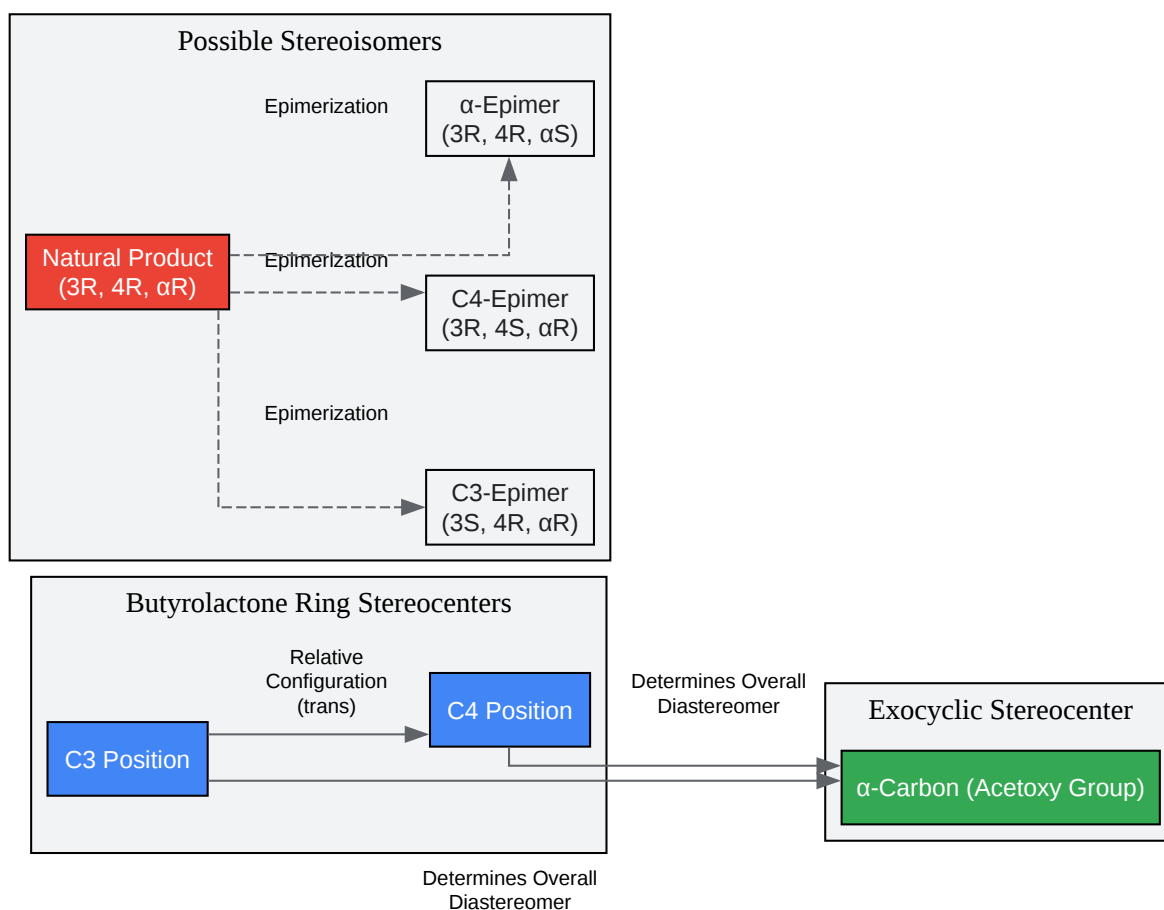 Possible Stereoisomers
Epimerization
α-Epimer
(3R, 4R, αS)
Natural Product
(3R, 4R, αR)
Epimerization
C4-Epimer
(3R, 4S, αR)
Epimerization
C3-Epimer
(3S, 4R, αR)
Butyrolactone Ring Stereocenters
Relative
Configuration
(trans)
C3 Position
C4 Position
Determines Overall
Diastereomer
Exocyclic Stereocenter
α-Carbon (Acetoxy Group)
Determines Overall
Diastereomer